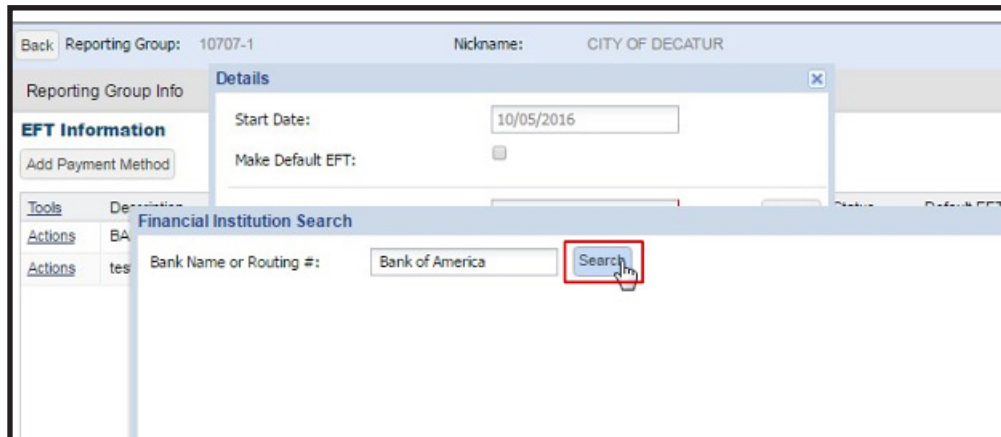 Back Reporting Group: 10707-1 Nickname: CITY OF DECATUR
Details
Reporting Group Info
Start Date: 10/05/2016
EFT Information
Make Default EFT:
Add Payment Method
Tools
Financial Institution Search
Actions BA
Bank Name or Routing #: Bank of America Search
Actions tes